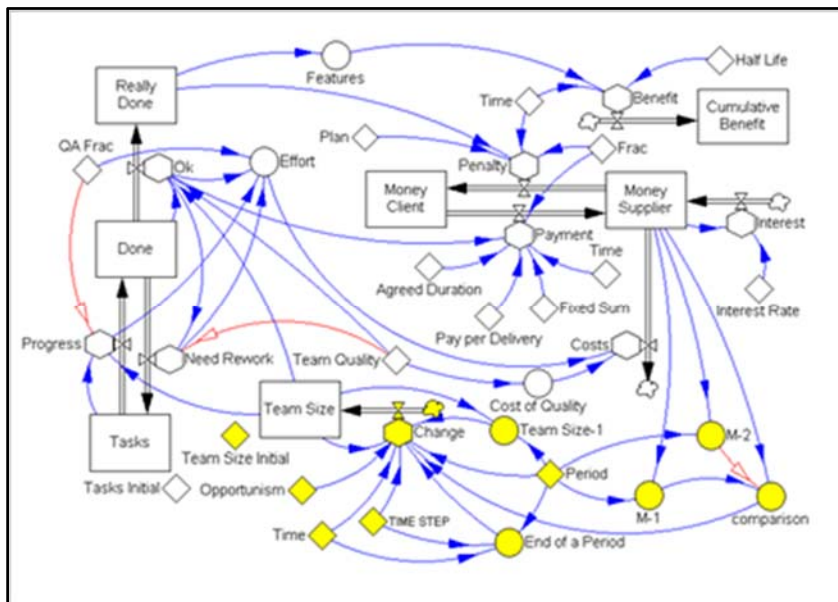 Really
Done
Features
Half Life
Time
Benefit
Cumulative
Benefit
Plan
QA Frac
Ok
Effort
Penalty
Frac
Money
Client
Money
Supplier
Payment
Interest
Done
Time
Agreed Duration
Fixed Sum
Interest Rate
Pay per Delivery
Progress
Need Rework
Team Quality
Costs
Cost of Quality
Team Size
Change
Team Size-1
M-2
Tasks
Team Size Initial
Tasks Initial
Opportunism
Period
M-1
comparison
Time
TIME STEP
End of a Period